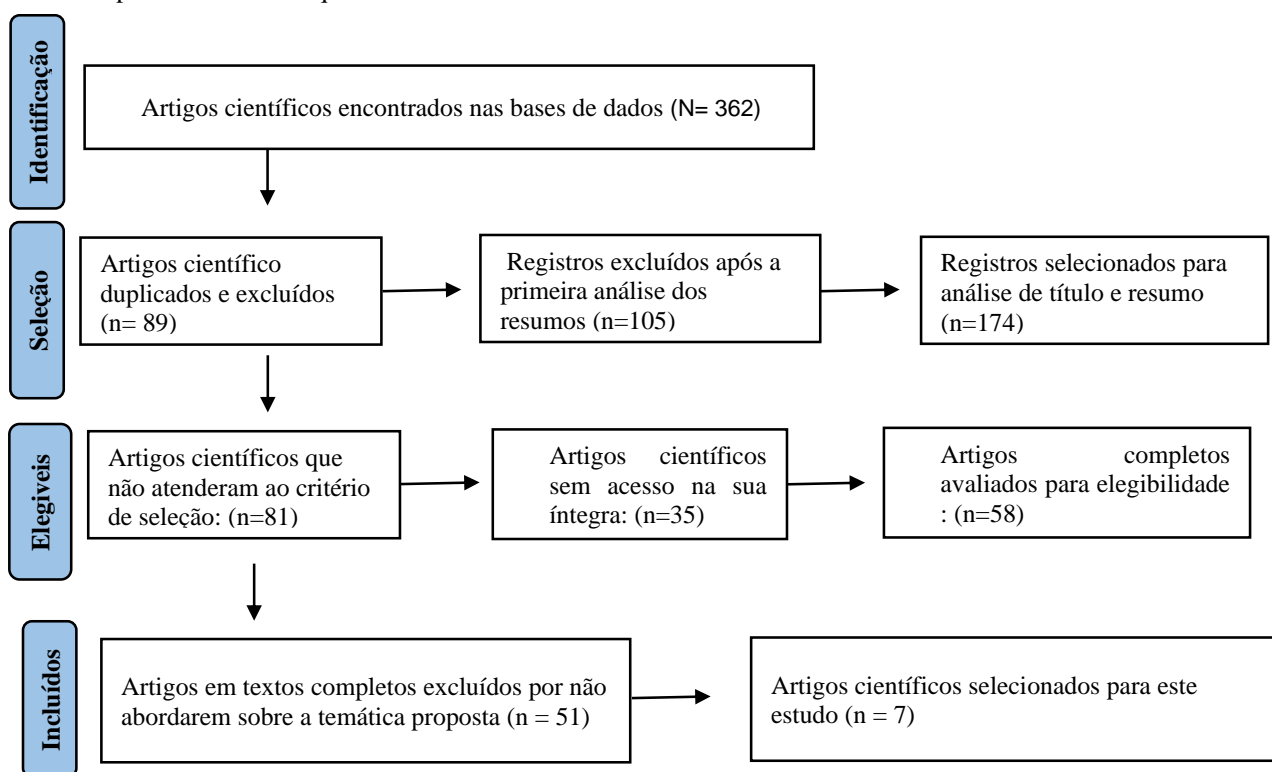 Identificação
Artigos científicos encontrados nas bases de dados (N= 362)
Seleção
Artigos científico
duplicados e excluídos
(n= 89)
Registros excluídos após a
primeira análise dos
resumos (n=105)
Registros selecionados para
análise de título e resumo
(n=174)
Elegiveis
Artigos científicos que
não atenderam ao critério
de seleção: (n=81)
Artigos científicos
sem acesso na sua
íntegra: (n=35)
Artigos completos
avaliados para elegibilidade
: (n=58)
Incluídos
Artigos em textos completos excluídos por não
abordarem sobre a temática proposta (n = 51)
Artigos científicos selecionados para este
estudo (n = 7)